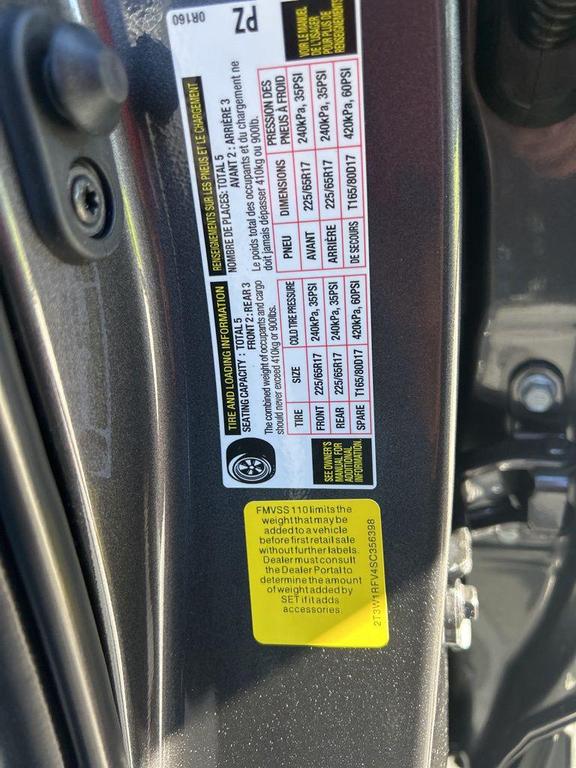 TIRE AND LOADING INFORMATION
SEATING CAPACITY : TOTAL 5
FRONT 2 : REAR 3
The combined weight of occupants and cargo
should never exceed 410kg or 900lbs.
TIRE SIZE COLD TIRE PRESSURE
FRONT 225/65R17 240kPa, 35PSI
REAR 225/65R17 240kPa, 35PSI
SPARE T165/80D17 420kPa, 60PSI
SEE OWNER'S
MANUAL FOR
ADDITIONAL
INFORMATION.
RENSEIGNEMENTS SUR LES PNEUS ET LE CHARGEMENT
NOMBRE DE PLACES: TOTAL 5
AVANT 2 : ARRIÈRE 3
Le poids total des occupants et du chargement ne
doit jamais dépasser 410kg ou 900lb.
PNEU DIMENSIONS PRESSION DES
PNEUS À FROID
AVANT 225/65R17 240kPa, 35PSI
ARRIÈRE 225/65R17 240kPa, 35PSI
DE SECOURS T165/80D17 420kPa, 60PSI
VOIR LE MANUEL
DE L'USAGER
POUR PLUS DE
RENSEIGNEMENTS
0R160
PZ
FMVSS 110 limits the
weight that may be
added to a vehicle
before first retail sale
without further labels.
Dealer must consult
the Dealer Portal to
determine the amount
of weight added by
SET if it adds
accessories.
2T3W1RFV4SC356398